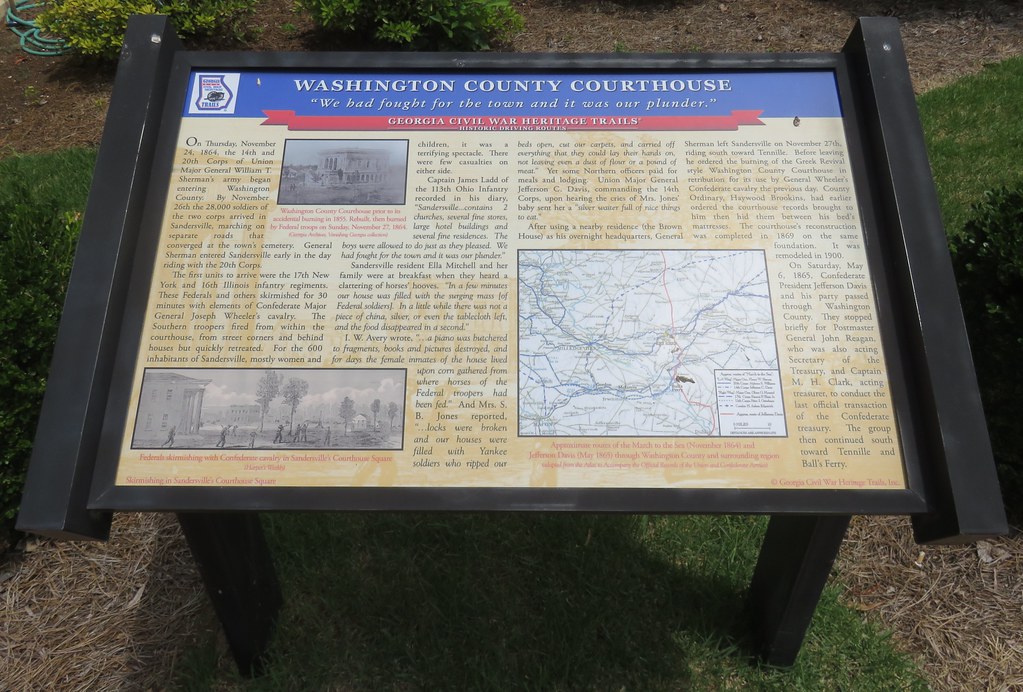 WASHINGTON COUNTY COURTHOUSE
"We had fought for the town and it was our plunder."
GEORGIA CIVIL WAR HERITAGE TRAILS®
HISTORIC DRIVING ROUTES
On Thursday, November
24, 1864, the 14th and
20th Corps of Union
Major General William T.
Sherman's army began
entering Washington
County. By November
26th the 28,000 soldiers of
the two corps arrived in
Sandersville, marching on
separate roads that
converged at the town's cemetery. General
Sherman entered Sandersville early in the day
riding with the 20th Corps.
The first units to arrive were the 17th New
York and 16th Illinois infantry regiments.
These Federals and others skirmished for 30
minutes with elements of Confederate Major
General Joseph Wheeler's cavalry. The
Southern troopers fired from within the
courthouse, from street corners and behind
houses but quickly retreated. For the 600
inhabitants of Sandersville, mostly women and
Federals skirmishing with Confederate cavalry in Sandersville's Courthouse Square
(Harper's Weekly)
Skirmishing in Sandersville's Courthouse Square
Washington County Courthouse prior to its
accidental burning in 1855. Rebuilt, then burned
by Federal troops on Sunday, November 27, 1864.
(Georgia Archives, Vanishing Georgia collection)
children, it was a
terrifying spectacle. There
were few casualties on
either side.
Captain James Ladd of
the 113th Ohio Infantry
recorded in his diary,
"Sandersville...contains 2
churches, several fine stores,
large hotel buildings and
several fine residences. The
boys were allowed to do just as they pleased. We
had fought for the town and it was our plunder."
Sandersville resident Ella Mitchell and her
family were at breakfast when they heard a
clattering of horses' hooves. "In a few minutes
our house was filled with the surging mass [of
Federal soldiers]. In a little while there was not a
piece of china, silver, or even the tablecloth left,
and the food disappeared in a second."
I. W. Avery wrote, "...a piano was butchered
to fragments, books and pictures destroyed, and
for days the female inmates of the house lived
upon corn gathered from
where horses of the
Federal troopers had
been fed." And Mrs. S.
B. Jones reported,
"...locks were broken
and our houses were
filled with Yankee
soldiers who ripped our
beds open, cut our carpets, and carried off
everything that they could lay their hands on,
not leaving even a dust of flour or a pound of
meat." Yet some Northern officers paid for
meals and lodging. Union Major General
Jefferson C. Davis, commanding the 14th
Corps, upon hearing the cries of Mrs. Jones'
baby sent her a "silver waiter full of nice things
to eat."
After using a nearby residence (the Brown
House) as his overnight headquarters, General
Approximate routes of the March to the Sea (November 1864) and
Jefferson Davis (May 1865) through Washington County and surrounding region
(adapted from the Atlas to Accompany the Official Records of the Union and Confederate Armies)
Sherman left Sandersville on November 27th,
riding south toward Tennille. Before leaving
he ordered the burning of the Greek Revival
style Washington County Courthouse in
retribution for its use by General Wheeler's
Confederate cavalry the previous day. County
Ordinary, Haywood Brookins, had earlier
ordered the courthouse records brought to
him then hid them between his bed's
mattresses. The courthouse's reconstruction
was completed in 1869 on the same
foundation. It was
remodeled in 1900.
On Saturday, May
6, 1865, Confederate
President Jefferson Davis
and his party passed
through Washington
County. They stopped
briefly for Postmaster
General John Reagan,
who was also acting
Secretary of the
Treasury, and Captain
M. H. Clark, acting
treasurer, to conduct the
last official transaction
of the Confederate
treasury. The group
then continued south
toward Tennille and
Ball's Ferry.
© Georgia Civil War Heritage Trails, Inc.